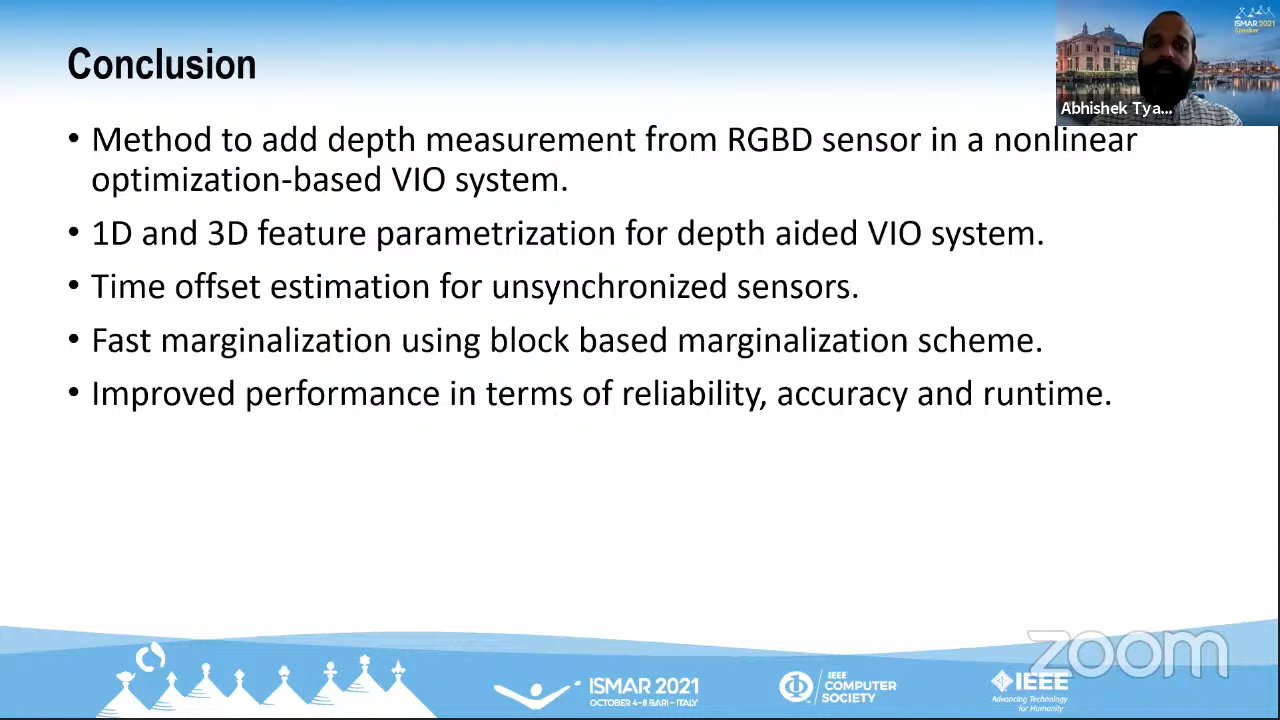 Conclusion
ISMAR 2021
Speaker
Abhishek Tya...
• Method to add depth measurement from RGBD sensor in a nonlinear
optimization-based VIO system.
• 1D and 3D feature parametrization for depth aided VIO system.
• Time offset estimation for unsynchronized sensors.
• Fast marginalization using block based marginalization scheme.
• Improved performance in terms of reliability, accuracy and runtime.
zoom
ISMAR 2021
OCTOBER 4-8 BARI - ITALY
IEEE
COMPUTER
SOCIETY
IEEE
Advancing Technology
for Humanity